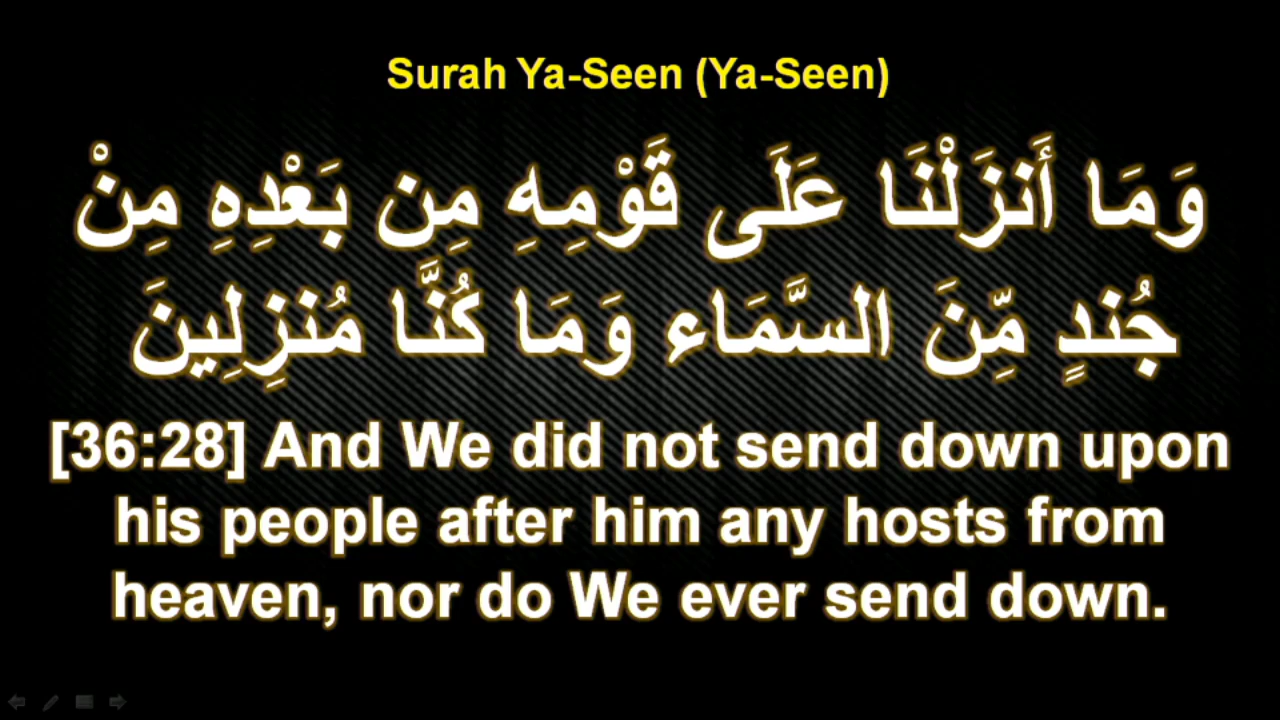 Surah Ya-Seen (Ya-Seen)
وَمَا أَنزَلْنَا عَلَى قَوْمِهِ مِن بَعْدِهِ مِنْ
جُندٍ مِّنَ السَّمَاء وَمَا كُنَّا مُنزِلِينَ
[36:28] And We did not send down upon
his people after him any hosts from
heaven, nor do We ever send down.